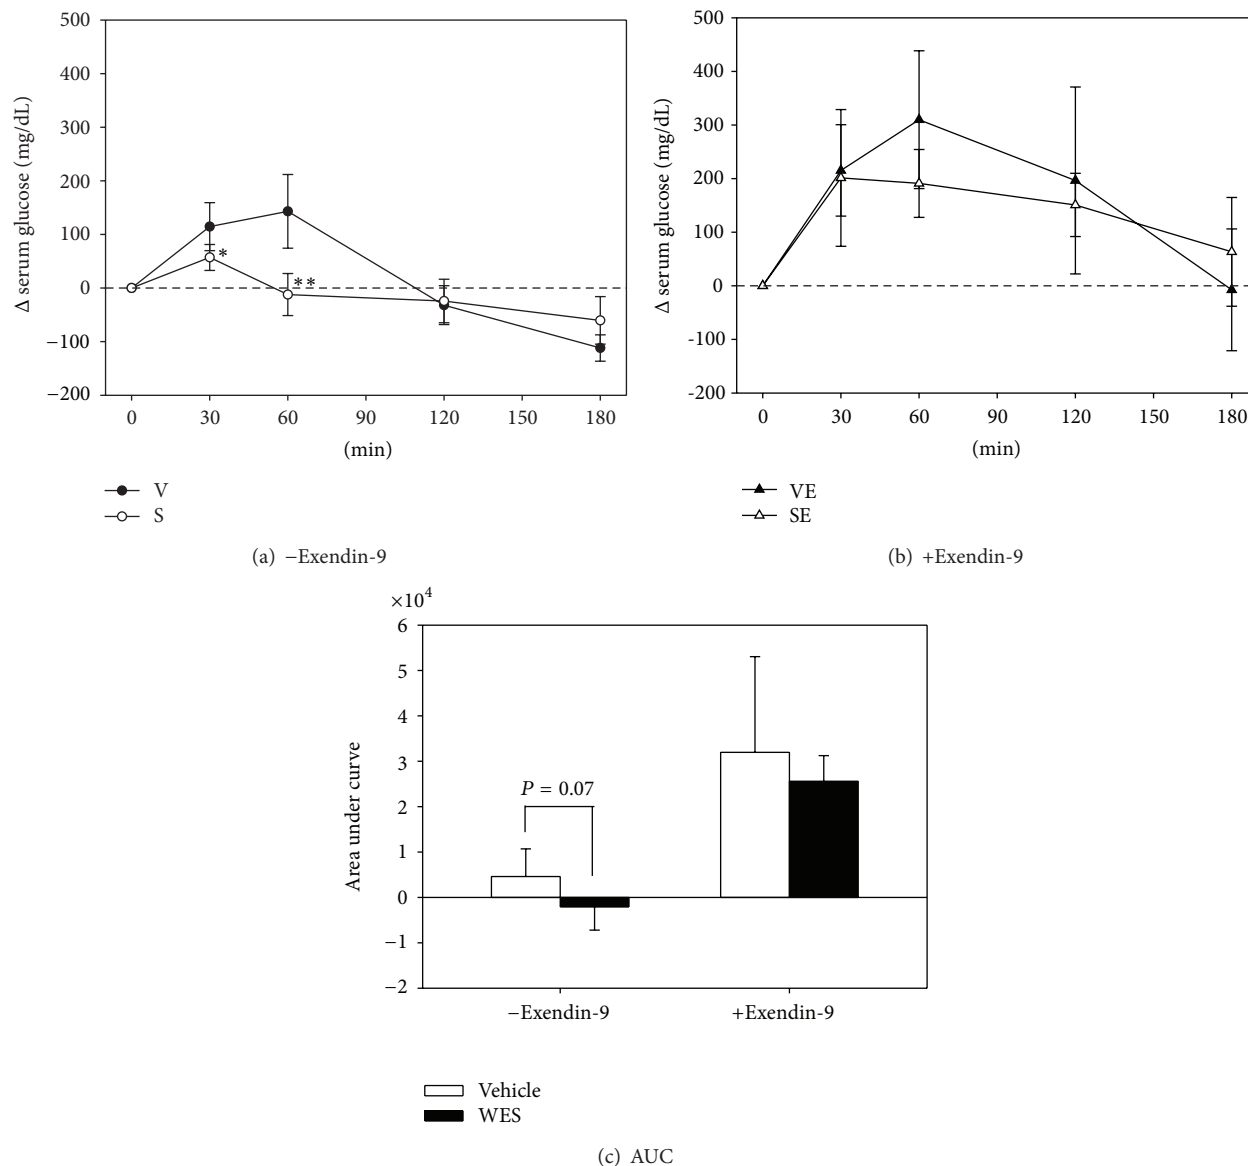 500
400
300
200
100
0
−100
−200
Δ serum glucose (mg/dL)
0 30 60 90 120 150 180
(min)
*
**
V
S
(a) −Exendin-9
500
400
300
200
100
0
-100
-200
Δ serum glucose (mg/dL)
0 30 60 90 120 150 180
(min)
VE
SE
(b) +Exendin-9
×10⁴
6
5
4
3
2
1
0
−1
−2
Area under curve
P = 0.07
−Exendin-9 +Exendin-9
Vehicle
WES
(c) AUC